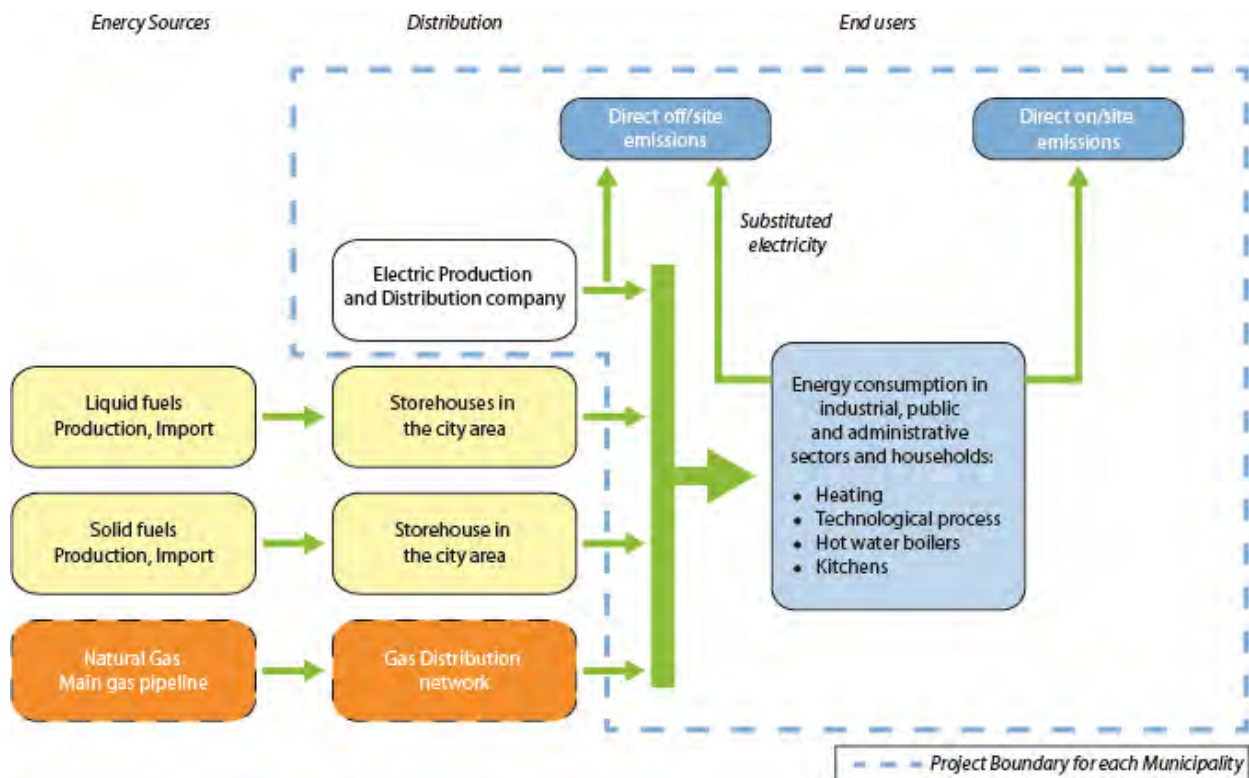 Energy Sources
Distribution
End users
Direct off/site
emissions
Direct on/site
emissions
Substituted
electricity
Electric Production
and Distribution company
Liquid fuels
Production, Import
Storehouses in
the city area
Energy consumption in
industrial, public
and administrative
sectors and households:
• Heating
• Technological process
• Hot water boilers
• Kitchens
Solid fuels
Production, Import
Storehouse in
the city area
Natural Gas
Main gas pipeline
Gas Distribution
network
Project Boundary for each Municipality